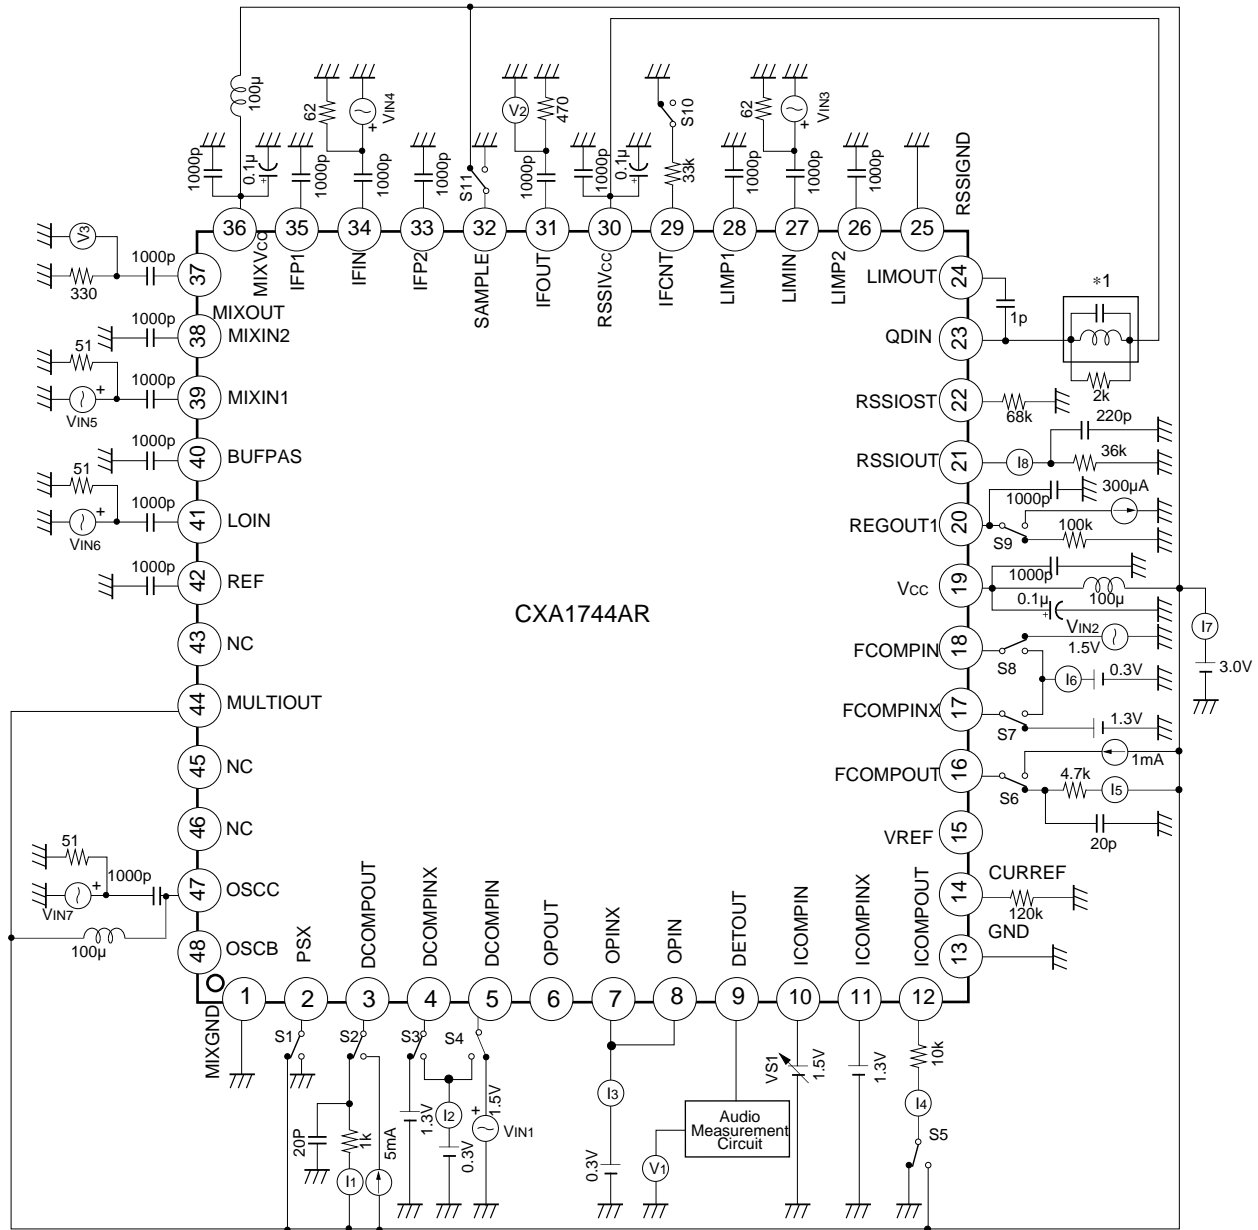 100µ
62
VIN4
+
V2
470
S10
62
VIN3
+
1000p
0.1µ
+
1000p
1000p
1000p
S11
1000p
1000p
0.1µ
+
33k
1000p
1000p
1000p
RSSIGND
36
35
34
33
32
31
30
29
28
27
26
25
MIXVCC
IFP1
IFIN
IFP2
SAMPLE
IFOUT
RSSIVCC
IFCNT
LIMP1
LIMIN
LIMP2
V3
1000p
330
37
MIXOUT
1000p
38
MIXIN2
51
1000p
+
VIN5
39
MIXIN1
1000p
40
BUFPAS
51
1000p
+
VIN6
41
LOIN
1000p
42
REF
43
NC
44
MULTIOUT
45
NC
46
NC
51
1000p
+
VIN7
47
OSCC
100µ
48
OSCB
CXA1744AR
LIMOUT
24
1p
*1
QDIN
23
2k
RSSIOST
22
68k
220p
RSSIOUT
21
I8
36k
1000p
300µA
REGOUT1
20
S9
100k
VCC
19
1000p
0.1µ
+
100µ
I7
3.0V
VIN2
1.5V
FCOMPIN
18
S8
I6
0.3V
FCOMPINX
17
S7
1.3V
FCOMPOUT
16
1mA
S6
4.7k
I5
20p
VREF
15
CURREF
14
120k
GND
13
MIXGND
PSX
DCOMPOUT
DCOMPINX
DCOMPIN
OPOUT
OPINX
OPIN
DETOUT
ICOMPIN
ICOMPINX
ICOMPOUT
1
2
3
4
5
6
7
8
9
10
11
12
S1
S2
S3
S4
20P
1k
I1
5mA
1.3V
I2
0.3V
1.5V
+
VIN1
I3
0.3V
V1
Audio
Measurement
Circuit
VS1
1.5V
1.3V
10k
I4
S5